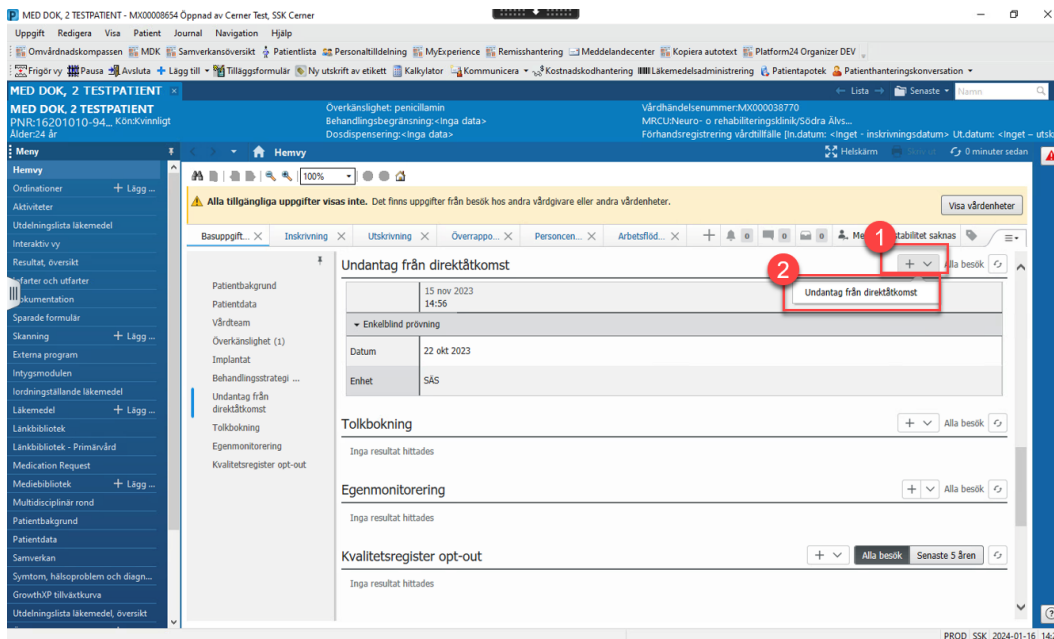 MED DOK, 2 TESTPATIENT - MX00008654 Öppnad av Cerner Test, SSK Cerner
Uppgift Redigera Visa Patient Journal Navigation Hjälp
Omvårdnadskompassen MDK Samverkansöversikt Patientlista Personaltilldelning MyExperience Remisshantering Meddelandecenter Kopiera autotext Platform24 Organizer DEV
Frigör vy Pausa Avsluta Lägg till Tilläggsformulär Ny utskrift av etikett Kalkylator Kommunicera Kostnadskodhantering Läkemedelsadministrering Patientapotek Patienthanteringskonversation
MED DOK, 2 TESTPATIENT Lista Senaste Namn
MED DOK, 2 TESTPATIENT Överkänslighet: penicillamin Vårdhändelsenummer:MX000038770
PNR:16201010-94... Kön:Kvinnligt Behandlingsbegränsning:<Inga data> MRCU:Neuro- o rehabiliteringsklinik/Södra Älvs...
Ålder:24 år Dosdispensering:<Inga data> Förhandsregistrering vårdtillfälle [In.datum: <Inget - inskrivningsdatum> Ut.datum: <Inget – utsk
Meny Hemvy Helskärm Skriv ut 0 minuter sedan
Hemvy
Ordinationer + Lägg ...
Aktiviteter
Utdelningslista läkemedel
Interaktiv vy
Resultat, översikt
Infarter och utfarter
Dokumentation
Sparade formulär
Skanning + Lägg ...
Externa program
Intygsmodulen
Iordningställande läkemedel
Läkemedel + Lägg ...
Länkbibliotek
Länkbibliotek - Primärvård
Medication Request
Mediebibliotek + Lägg ...
Multidisciplinär rond
Patientbakgrund
Patientdata
Samverkan
Symtom, hälsoproblem och diagn...
GrowthXP tillväxtkurva
Utdelningslista läkemedel, översikt
100%
Alla tillgängliga uppgifter visas inte. Det finns uppgifter från besök hos andra vårdgivare eller andra vårdenheter. Visa vårdenheter
Basuppgift... Inskrivning Utskrivning Överrappo... Personcen... Arbetsflöd... 0 0 0 stabilitet saknas
1
Patientbakgrund
Patientdata
Vårdteam
Överkänslighet (1)
Implantat
Behandlingsstrategi ...
Undantag från
direktåtkomst
Tolkbokning
Egenmonitorering
Kvalitetsregister opt-out
Undantag från direktåtkomst Alla besök
2
Undantag från direktåtkomst
15 nov 2023
14:56
Enkelblind prövning
Datum 22 okt 2023
Enhet SÄS
Tolkbokning Alla besök
Inga resultat hittades
Egenmonitorering Alla besök
Inga resultat hittades
Kvalitetsregister opt-out Alla besök Senaste 5 åren
Inga resultat hittades
PROD SSK 2024-01-16